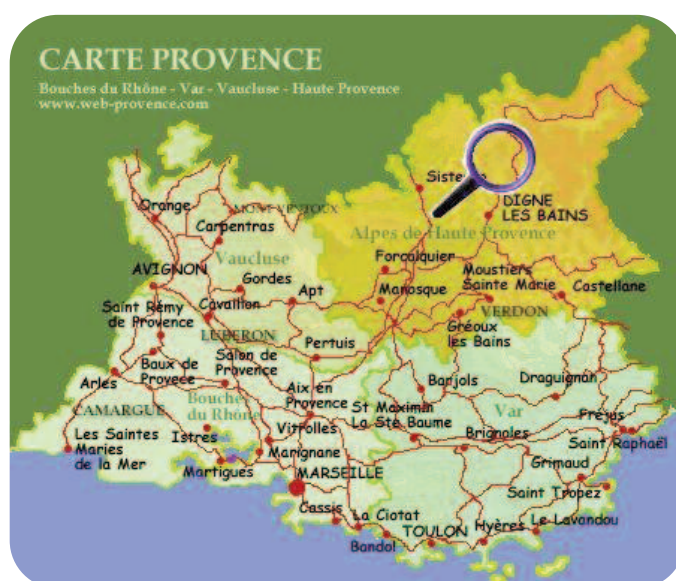 CARTE PROVENCE
Bouches du Rhône - Var - Vaucluse - Haute Provence
www.web-provence.com
Orange
MONT VENTOUX
Carpentras
DIGNE
LES BAINS
Vaucluse
Alpes de Haute Provence
AVIGNON
Gordes
Forcalquier
Moustiers
Sainte Marie
Castellane
Apt
Manosque
Saint Rémy
de Provence
Cavaillon
VERDON
LUBERON
Gréoux
les Bains
Pertuis
Salon de
Provence
Baux de
Provece
Arles
Aix en
Provence
Barjols
Draguignan
CAMARGUE
Bouches
du Rhône
St Maximin
La Sté Baume
Var
Fréjus
Les Saintes
Maries
de la Mer
Istres
Vitrolles
Brignoles
Saint Raphaël
Marignane
Martigues
MARSEILLE
Grimaud
Saint Tropez
Cassis
La Ciotat
Bandol
TOULON
Hyères
Le Lavandou